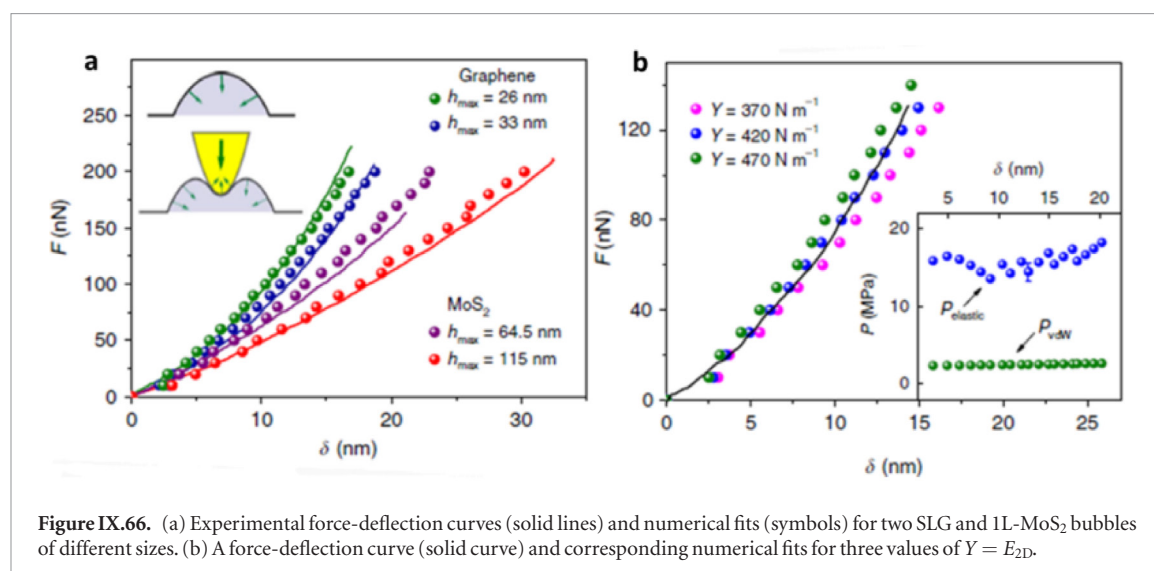 a
Graphene
h_max = 26 nm
h_max = 33 nm
MoS₂
h_max = 64.5 nm
h_max = 115 nm
F (nN)
250
200
150
100
50
0
0 10 20 30
δ (nm)
b
Y = 370 N m⁻¹
Y = 420 N m⁻¹
Y = 470 N m⁻¹
F (nN)
120
80
40
0
0 5 10 15 20 25
δ (nm)
δ (nm)
5 10 15 20
P (MPa)
20
10
0
P_elastic
P_vdW
Figure IX.66. (a) Experimental force-deflection curves (solid lines) and numerical fits (symbols) for two SLG and 1L-MoS₂ bubbles
of different sizes. (b) A force-deflection curve (solid curve) and corresponding numerical fits for three values of Y = E₂D.